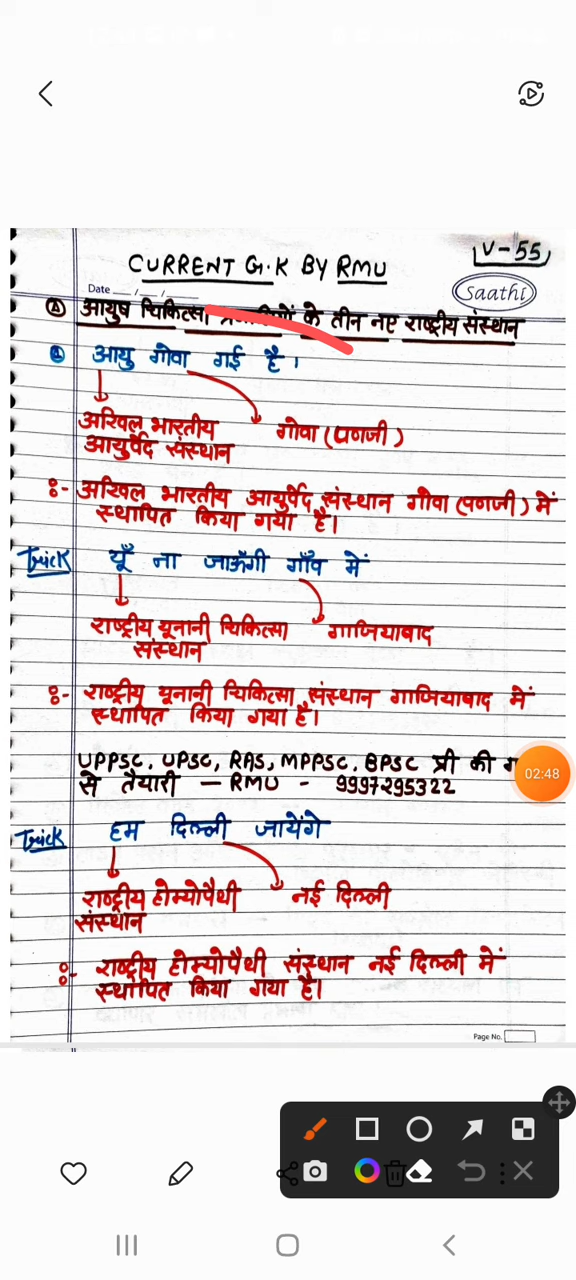 CURRENT G.K BY RMU
V-55
Date
Saathi
आयुष चिकित्सा के तीन नए राष्ट्रीय संस्थान
आयु गोवा गई है।
अखिल भारतीय आयुर्वेद संस्थान
गोवा (पणजी)
:- अखिल भारतीय आयुर्वेद संस्थान गोवा (पणजी) में
स्थापित किया गया है।
Trick यूँ ना जाऊँगी गाँव में
राष्ट्रीय यूनानी चिकित्सा संस्थान
गाजियाबाद
:- राष्ट्रीय यूनानी चिकित्सा संस्थान गाजियाबाद में
स्थापित किया गया है।
UPPSC, UPSC, RAS, MPPSC, BPSC प्री की
से तैयारी — RMU - 9997295322
02:48
Trick हम दिल्ली जायेंगे
राष्ट्रीय होम्योपैथी संस्थान
नई दिल्ली
:- राष्ट्रीय होम्योपैथी संस्थान नई दिल्ली में
स्थापित किया गया है।
Page No.